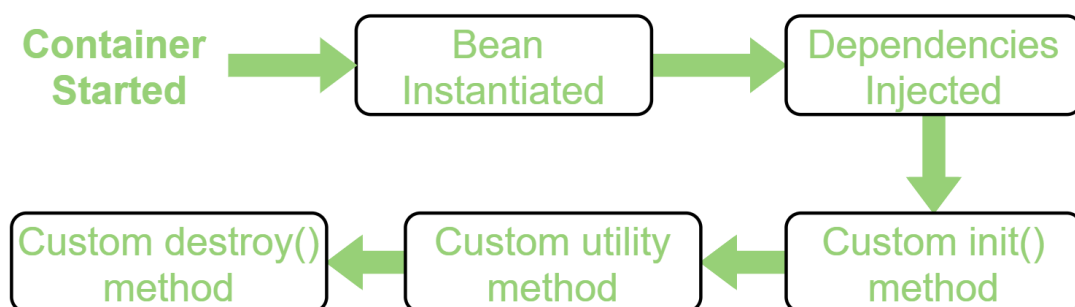 Container
Started
Bean
Instantiated
Dependencies
Injected
Custom init()
method
Custom utility
method
Custom destroy()
method